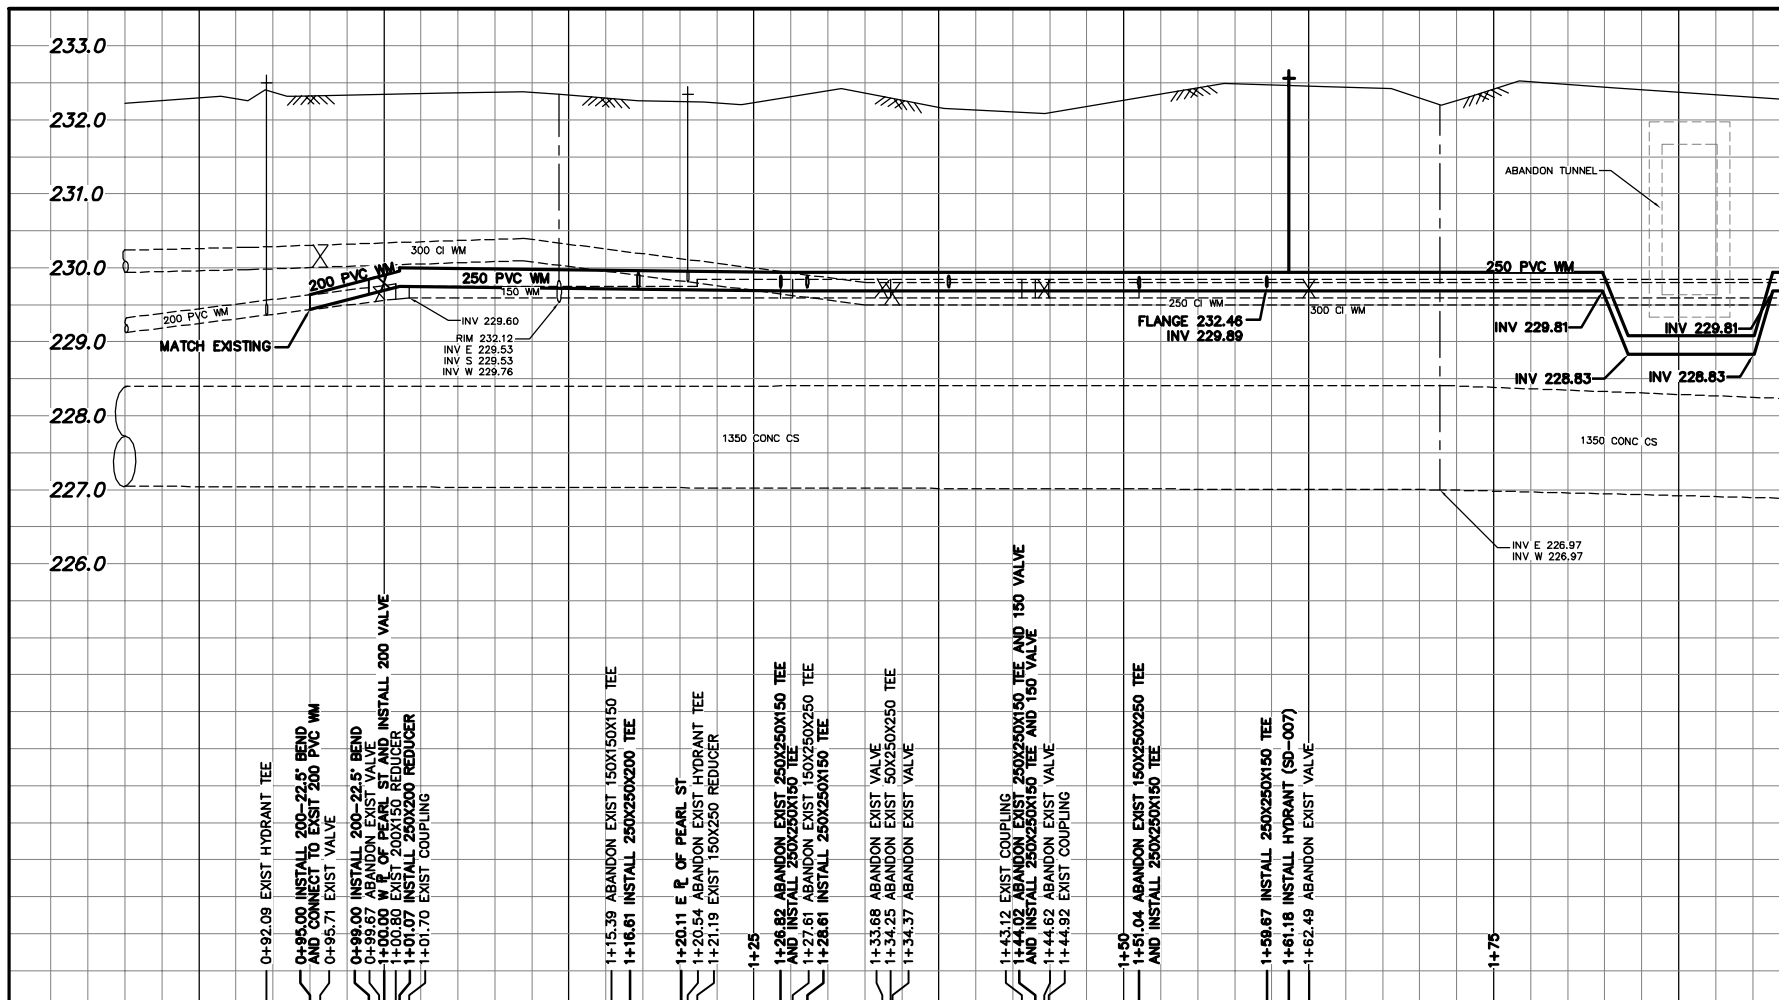 233.0
232.0
231.0
230.0
229.0
228.0
227.0
226.0
ABANDON TUNNEL
300 CI WM
200 PVC WM
250 PVC WM
150 WM
200 PVC WM
MATCH EXISTING
INV 229.60
RIM 232.12
INV E 229.53
INV S 229.53
INV W 229.76
250 PVC WM
250 CI WM
300 CI WM
FLANGE 232.46
INV 229.89
INV 229.81
INV 229.81
INV 228.83
INV 228.83
1350 CONC CS
1350 CONC CS
INV E 226.97
INV W 226.97
0+92.09 EXIST HYDRANT TEE
0+95.00 INSTALL 200-22.5° BEND
AND CONNECT TO EXSIT 200 PVC WM
0+95.71 EXIST VALVE
0+99.00 INSTALL 200-22.5° BEND
0+99.67 ABANDON EXIST VALVE
1+00.00 W PL OF PEARL ST AND INSTALL 200 VALVE
1+00.80 EXIST 200X150 REDUCER
1+01.07 INSTALL 250X200 REDUCER
1+01.70 EXIST COUPLING
1+15.39 ABANDON EXIST 150X150X150 TEE
1+16.61 INSTALL 250X250X200 TEE
1+20.11 E PL OF PEARL ST
1+20.54 ABANDON EXIST HYDRANT TEE
1+21.19 EXIST 150X250 REDUCER
1+25
1+26.82 ABANDON EXIST 250X250X150 TEE
AND INSTALL 250X250X150 TEE
1+27.61 ABANDON EXIST 150X250X250 TEE
1+28.61 INSTALL 250X250X150 TEE
1+33.68 ABANDON EXIST VALVE
1+34.25 ABANDON EXIST 50X250X250 TEE
1+34.37 ABANDON EXIST VALVE
1+43.12 EXIST COUPLING
1+44.02 ABANDON EXIST 250X250X150 TEE AND 150 VALVE
AND INSTALL 250X250X150 TEE AND 150 VALVE
1+44.62 ABANDON EXIST VALVE
1+44.92 EXIST COUPLING
1+50
1+51.04 ABANDON EXIST 150X250X250 TEE
AND INSTALL 250X250X150 TEE
1+59.67 INSTALL 250X250X150 TEE
1+61.18 INSTALL HYDRANT (SD-007)
1+62.49 ABANDON EXIST VALVE
1+75